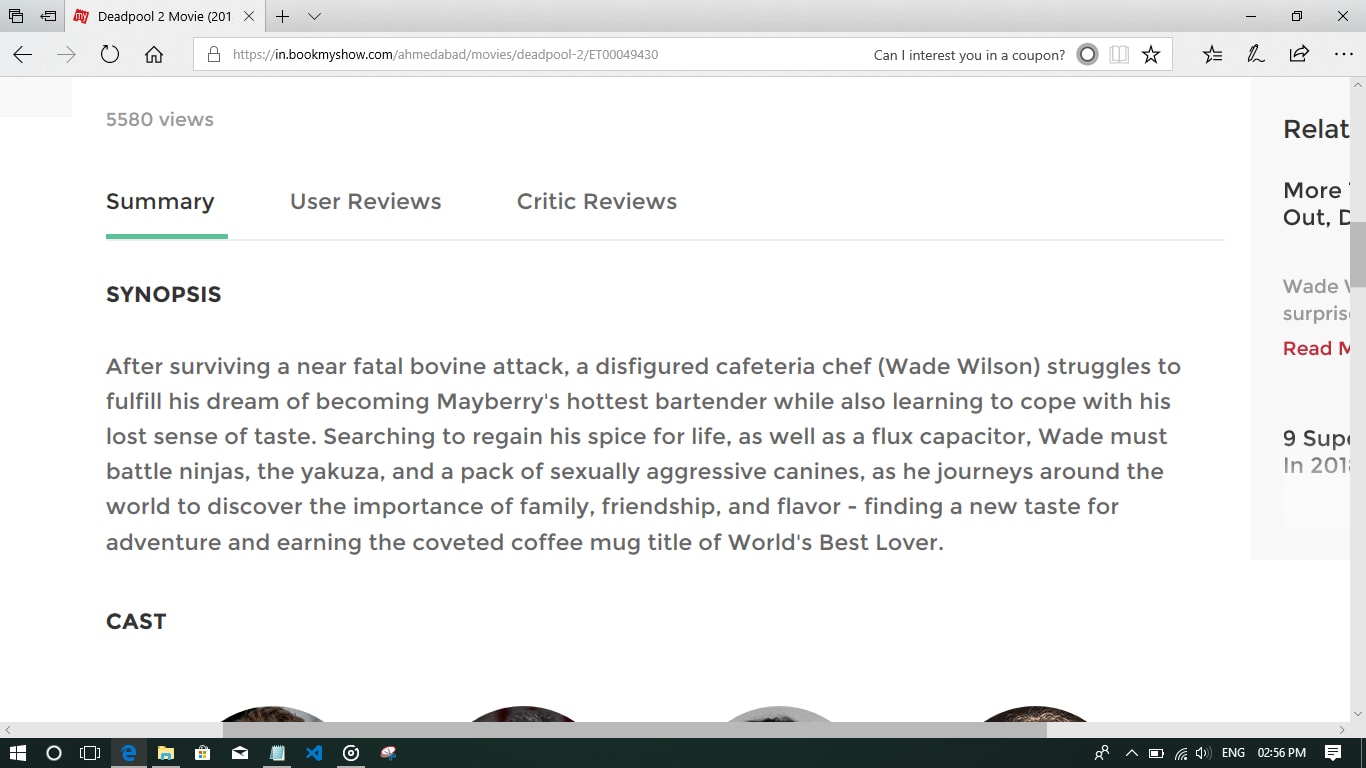 Deadpool 2 Movie (201
https://in.bookmyshow.com/ahmedabad/movies/deadpool-2/ET00049430
Can I interest you in a coupon?
5580 views
Summary
User Reviews
Critic Reviews
SYNOPSIS
After surviving a near fatal bovine attack, a disfigured cafeteria chef (Wade Wilson) struggles to
fulfill his dream of becoming Mayberry's hottest bartender while also learning to cope with his
lost sense of taste. Searching to regain his spice for life, as well as a flux capacitor, Wade must
battle ninjas, the yakuza, and a pack of sexually aggressive canines, as he journeys around the
world to discover the importance of family, friendship, and flavor - finding a new taste for
adventure and earning the coveted coffee mug title of World's Best Lover.
CAST
Relat
More
Out, D
Wade
surpris
Read M
9 Supe
In 2018
ENG
02:56 PM